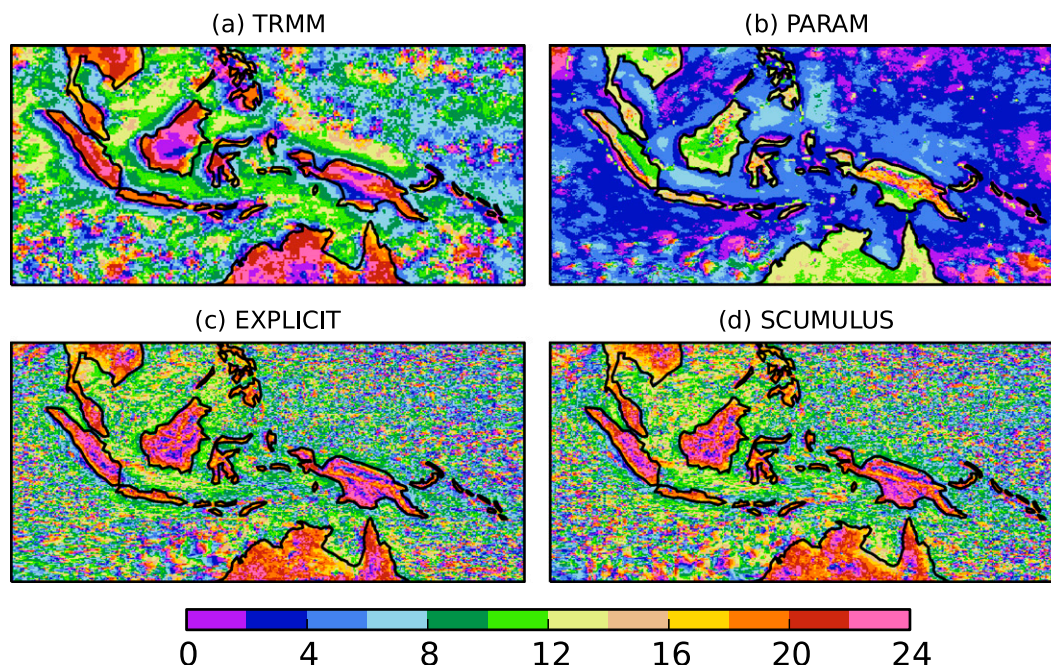 (a) TRMM
(b) PARAM
(c) EXPLICIT
(d) SCUMULUS
0 4 8 12 16 20 24